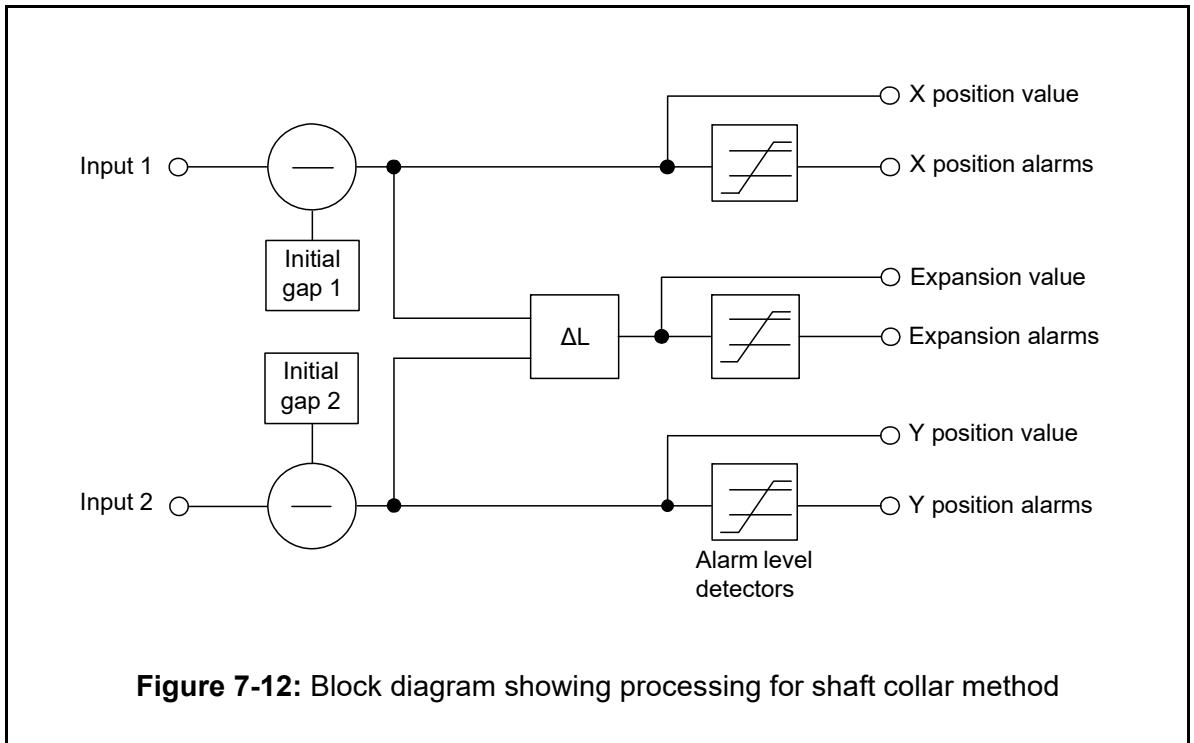 X position value
Input 1
X position alarms
Initial
gap 1
Expansion value
ΔL
Expansion alarms
Initial
gap 2
Y position value
Input 2
Y position alarms
Alarm level
detectors
Figure 7-12: Block diagram showing processing for shaft collar method